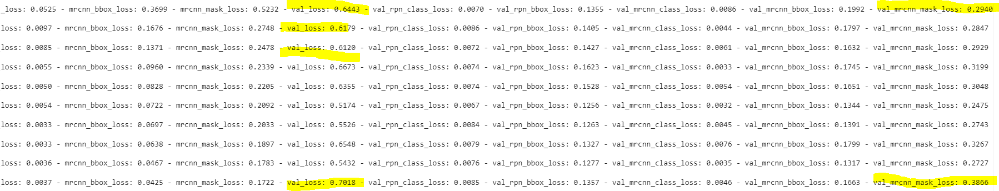 _loss: 0.0525 - mrcnn_bbox_loss: 0.3699 - mrcnn_mask_loss: 0.5232 - val_loss: 0.6443 - val_rpn_class_loss: 0.0070 - val_rpn_bbox_loss: 0.1355 - val_mrcnn_class_loss: 0.0086 - val_mrcnn_bbox_loss: 0.1992 - val_mrcnn_mask_loss: 0.2940
loss: 0.0097 - mrcnn_bbox_loss: 0.1676 - mrcnn_mask_loss: 0.2748 - val_loss: 0.6179 - val_rpn_class_loss: 0.0086 - val_rpn_bbox_loss: 0.1405 - val_mrcnn_class_loss: 0.0044 - val_mrcnn_bbox_loss: 0.1797 - val_mrcnn_mask_loss: 0.2847
loss: 0.0085 - mrcnn_bbox_loss: 0.1371 - mrcnn_mask_loss: 0.2478 - val_loss: 0.6120 - val_rpn_class_loss: 0.0072 - val_rpn_bbox_loss: 0.1427 - val_mrcnn_class_loss: 0.0061 - val_mrcnn_bbox_loss: 0.1632 - val_mrcnn_mask_loss: 0.2929
loss: 0.0055 - mrcnn_bbox_loss: 0.0960 - mrcnn_mask_loss: 0.2339 - val_loss: 0.6673 - val_rpn_class_loss: 0.0074 - val_rpn_bbox_loss: 0.1623 - val_mrcnn_class_loss: 0.0033 - val_mrcnn_bbox_loss: 0.1745 - val_mrcnn_mask_loss: 0.3199
loss: 0.0050 - mrcnn_bbox_loss: 0.0828 - mrcnn_mask_loss: 0.2205 - val_loss: 0.6355 - val_rpn_class_loss: 0.0074 - val_rpn_bbox_loss: 0.1528 - val_mrcnn_class_loss: 0.0054 - val_mrcnn_bbox_loss: 0.1651 - val_mrcnn_mask_loss: 0.3048
loss: 0.0054 - mrcnn_bbox_loss: 0.0722 - mrcnn_mask_loss: 0.2092 - val_loss: 0.5174 - val_rpn_class_loss: 0.0067 - val_rpn_bbox_loss: 0.1256 - val_mrcnn_class_loss: 0.0032 - val_mrcnn_bbox_loss: 0.1344 - val_mrcnn_mask_loss: 0.2475
loss: 0.0033 - mrcnn_bbox_loss: 0.0697 - mrcnn_mask_loss: 0.2033 - val_loss: 0.5526 - val_rpn_class_loss: 0.0084 - val_rpn_bbox_loss: 0.1263 - val_mrcnn_class_loss: 0.0045 - val_mrcnn_bbox_loss: 0.1391 - val_mrcnn_mask_loss: 0.2743
loss: 0.0033 - mrcnn_bbox_loss: 0.0638 - mrcnn_mask_loss: 0.1897 - val_loss: 0.6548 - val_rpn_class_loss: 0.0079 - val_rpn_bbox_loss: 0.1327 - val_mrcnn_class_loss: 0.0076 - val_mrcnn_bbox_loss: 0.1799 - val_mrcnn_mask_loss: 0.3267
loss: 0.0036 - mrcnn_bbox_loss: 0.0467 - mrcnn_mask_loss: 0.1783 - val_loss: 0.5432 - val_rpn_class_loss: 0.0076 - val_rpn_bbox_loss: 0.1277 - val_mrcnn_class_loss: 0.0035 - val_mrcnn_bbox_loss: 0.1317 - val_mrcnn_mask_loss: 0.2727
loss: 0.0037 - mrcnn_bbox_loss: 0.0425 - mrcnn_mask_loss: 0.1722 - val_loss: 0.7018 - val_rpn_class_loss: 0.0085 - val_rpn_bbox_loss: 0.1357 - val_mrcnn_class_loss: 0.0046 - val_mrcnn_bbox_loss: 0.1663 - val_mrcnn_mask_loss: 0.3866